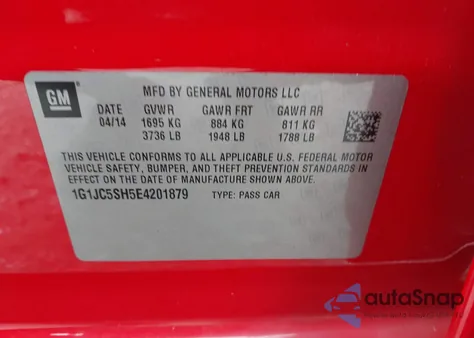 GM
MFD BY GENERAL MOTORS LLC
DATE GVWR GAWR FRT GAWR RR
04/14 1695 KG 884 KG 811 KG
3736 LB 1948 LB 1788 LB
THIS VEHICLE CONFORMS TO ALL APPLICABLE U.S. FEDERAL MOTOR
VEHICLE SAFETY, BUMPER, AND THEFT PREVENTION STANDARDS IN
EFFECT ON THE DATE OF MANUFACTURE SHOWN ABOVE.
1G1JC5SH5E4201879 TYPE: PASS CAR
autoSnap